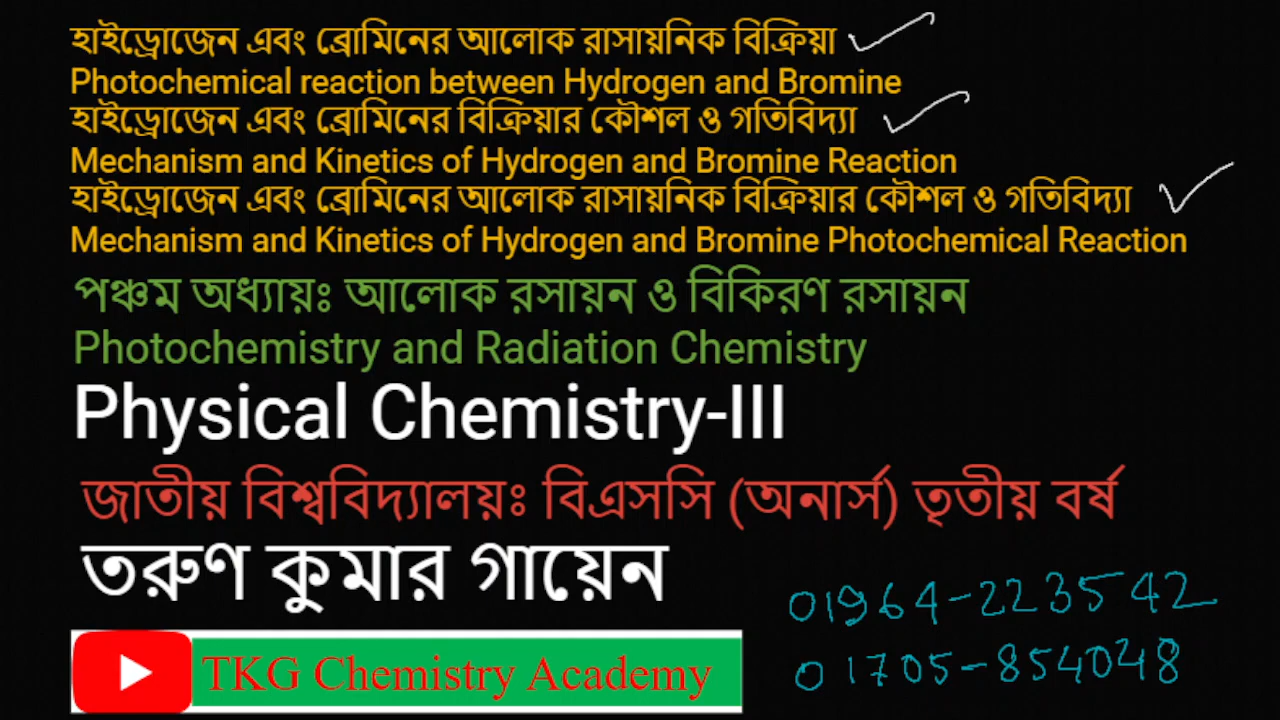 হাইড্রোজেন এবং ব্রোমিনের আলোক রাসায়নিক বিক্রিয়া
Photochemical reaction between Hydrogen and Bromine
হাইড্রোজেন এবং ব্রোমিনের বিক্রিয়ার কৌশল ও গতিবিদ্যা
Mechanism and Kinetics of Hydrogen and Bromine Reaction
হাইড্রোজেন এবং ব্রোমিনের আলোক রাসায়নিক বিক্রিয়ার কৌশল ও গতিবিদ্যা
Mechanism and Kinetics of Hydrogen and Bromine Photochemical Reaction
পঞ্চম অধ্যায়ঃ আলোক রসায়ন ও বিকিরণ রসায়ন
Photochemistry and Radiation Chemistry
Physical Chemistry-III
জাতীয় বিশ্ববিদ্যালয়ঃ বিএসসি (অনার্স) তৃতীয় বর্ষ
তরুণ কুমার গায়েন
01964-223542
TKG Chemistry Academy
01705-854048